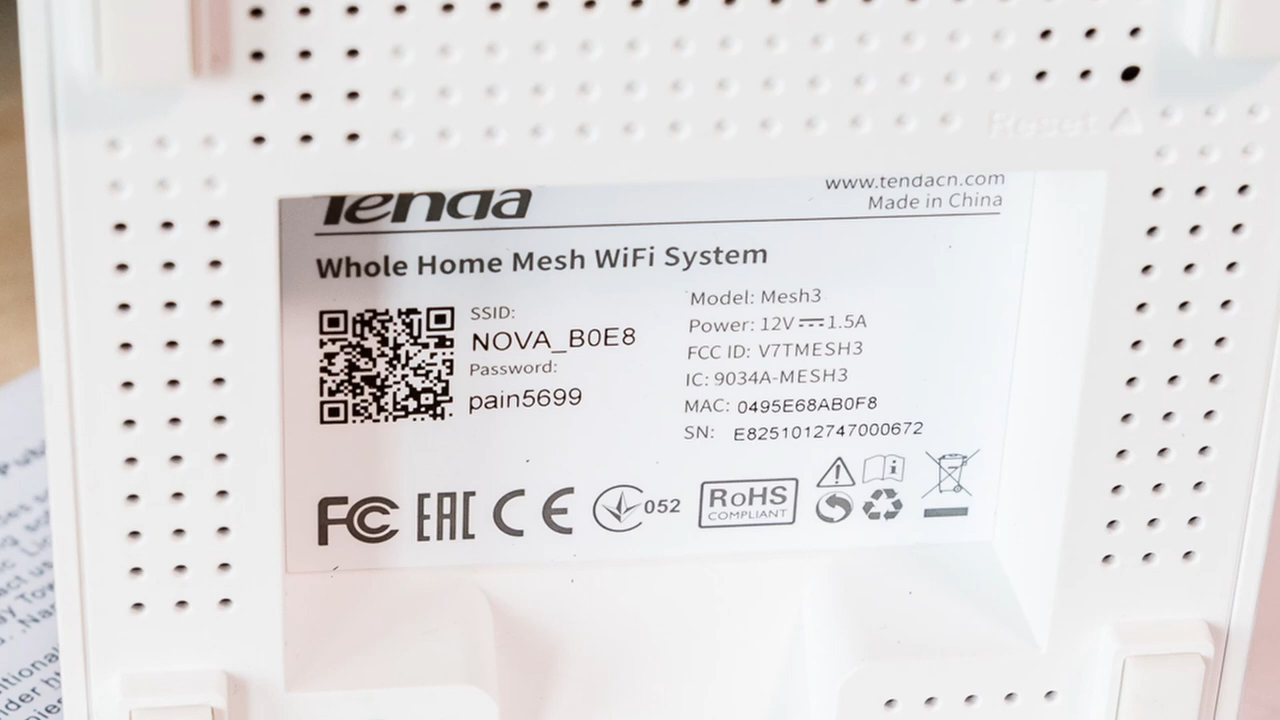 Reset
Tenda
www.tendacn.com
Made in China
Whole Home Mesh WiFi System
SSID:
NOVA_B0E8
Password:
pain5699
Model: Mesh3
Power: 12V⎓1.5A
FCC ID: V7TMESH3
IC: 9034A-MESH3
MAC: 0495E68AB0F8
SN: E8251012747000672
FC EAC CE 052
RoHS
COMPLIANT